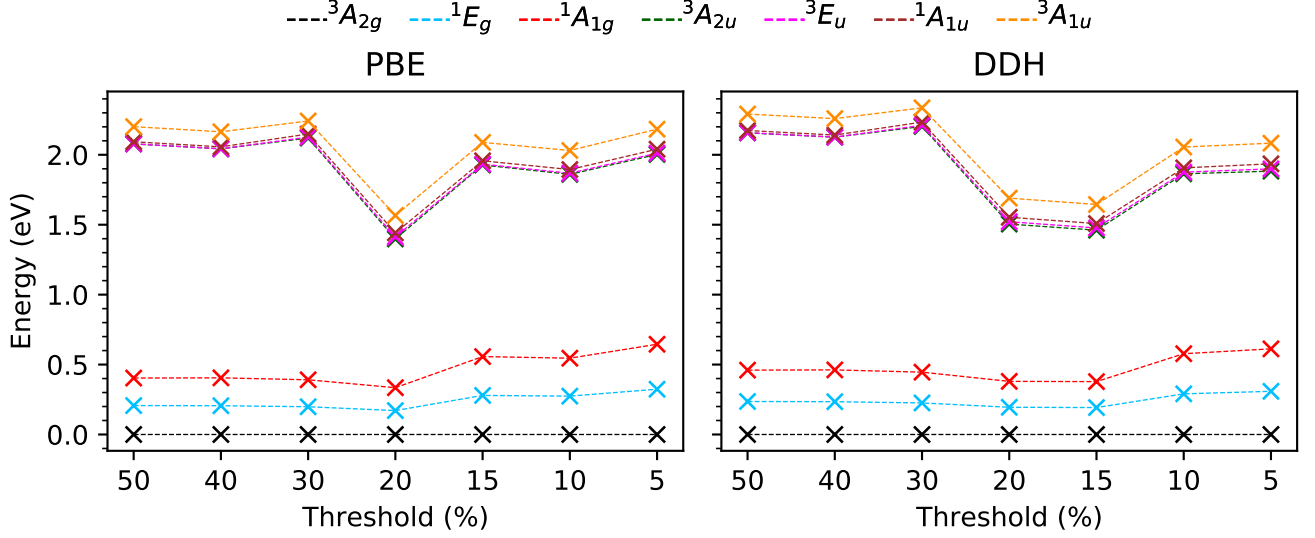 ³A₂g ¹Eg ¹A₁g ³A₂u ³Eu ¹A₁u ³A₁u
PBE DDH
Energy (eV)
2.0
1.5
1.0
0.5
0.0
50 40 30 20 15 10 5 50 40 30 20 15 10 5
Threshold (%) Threshold (%)